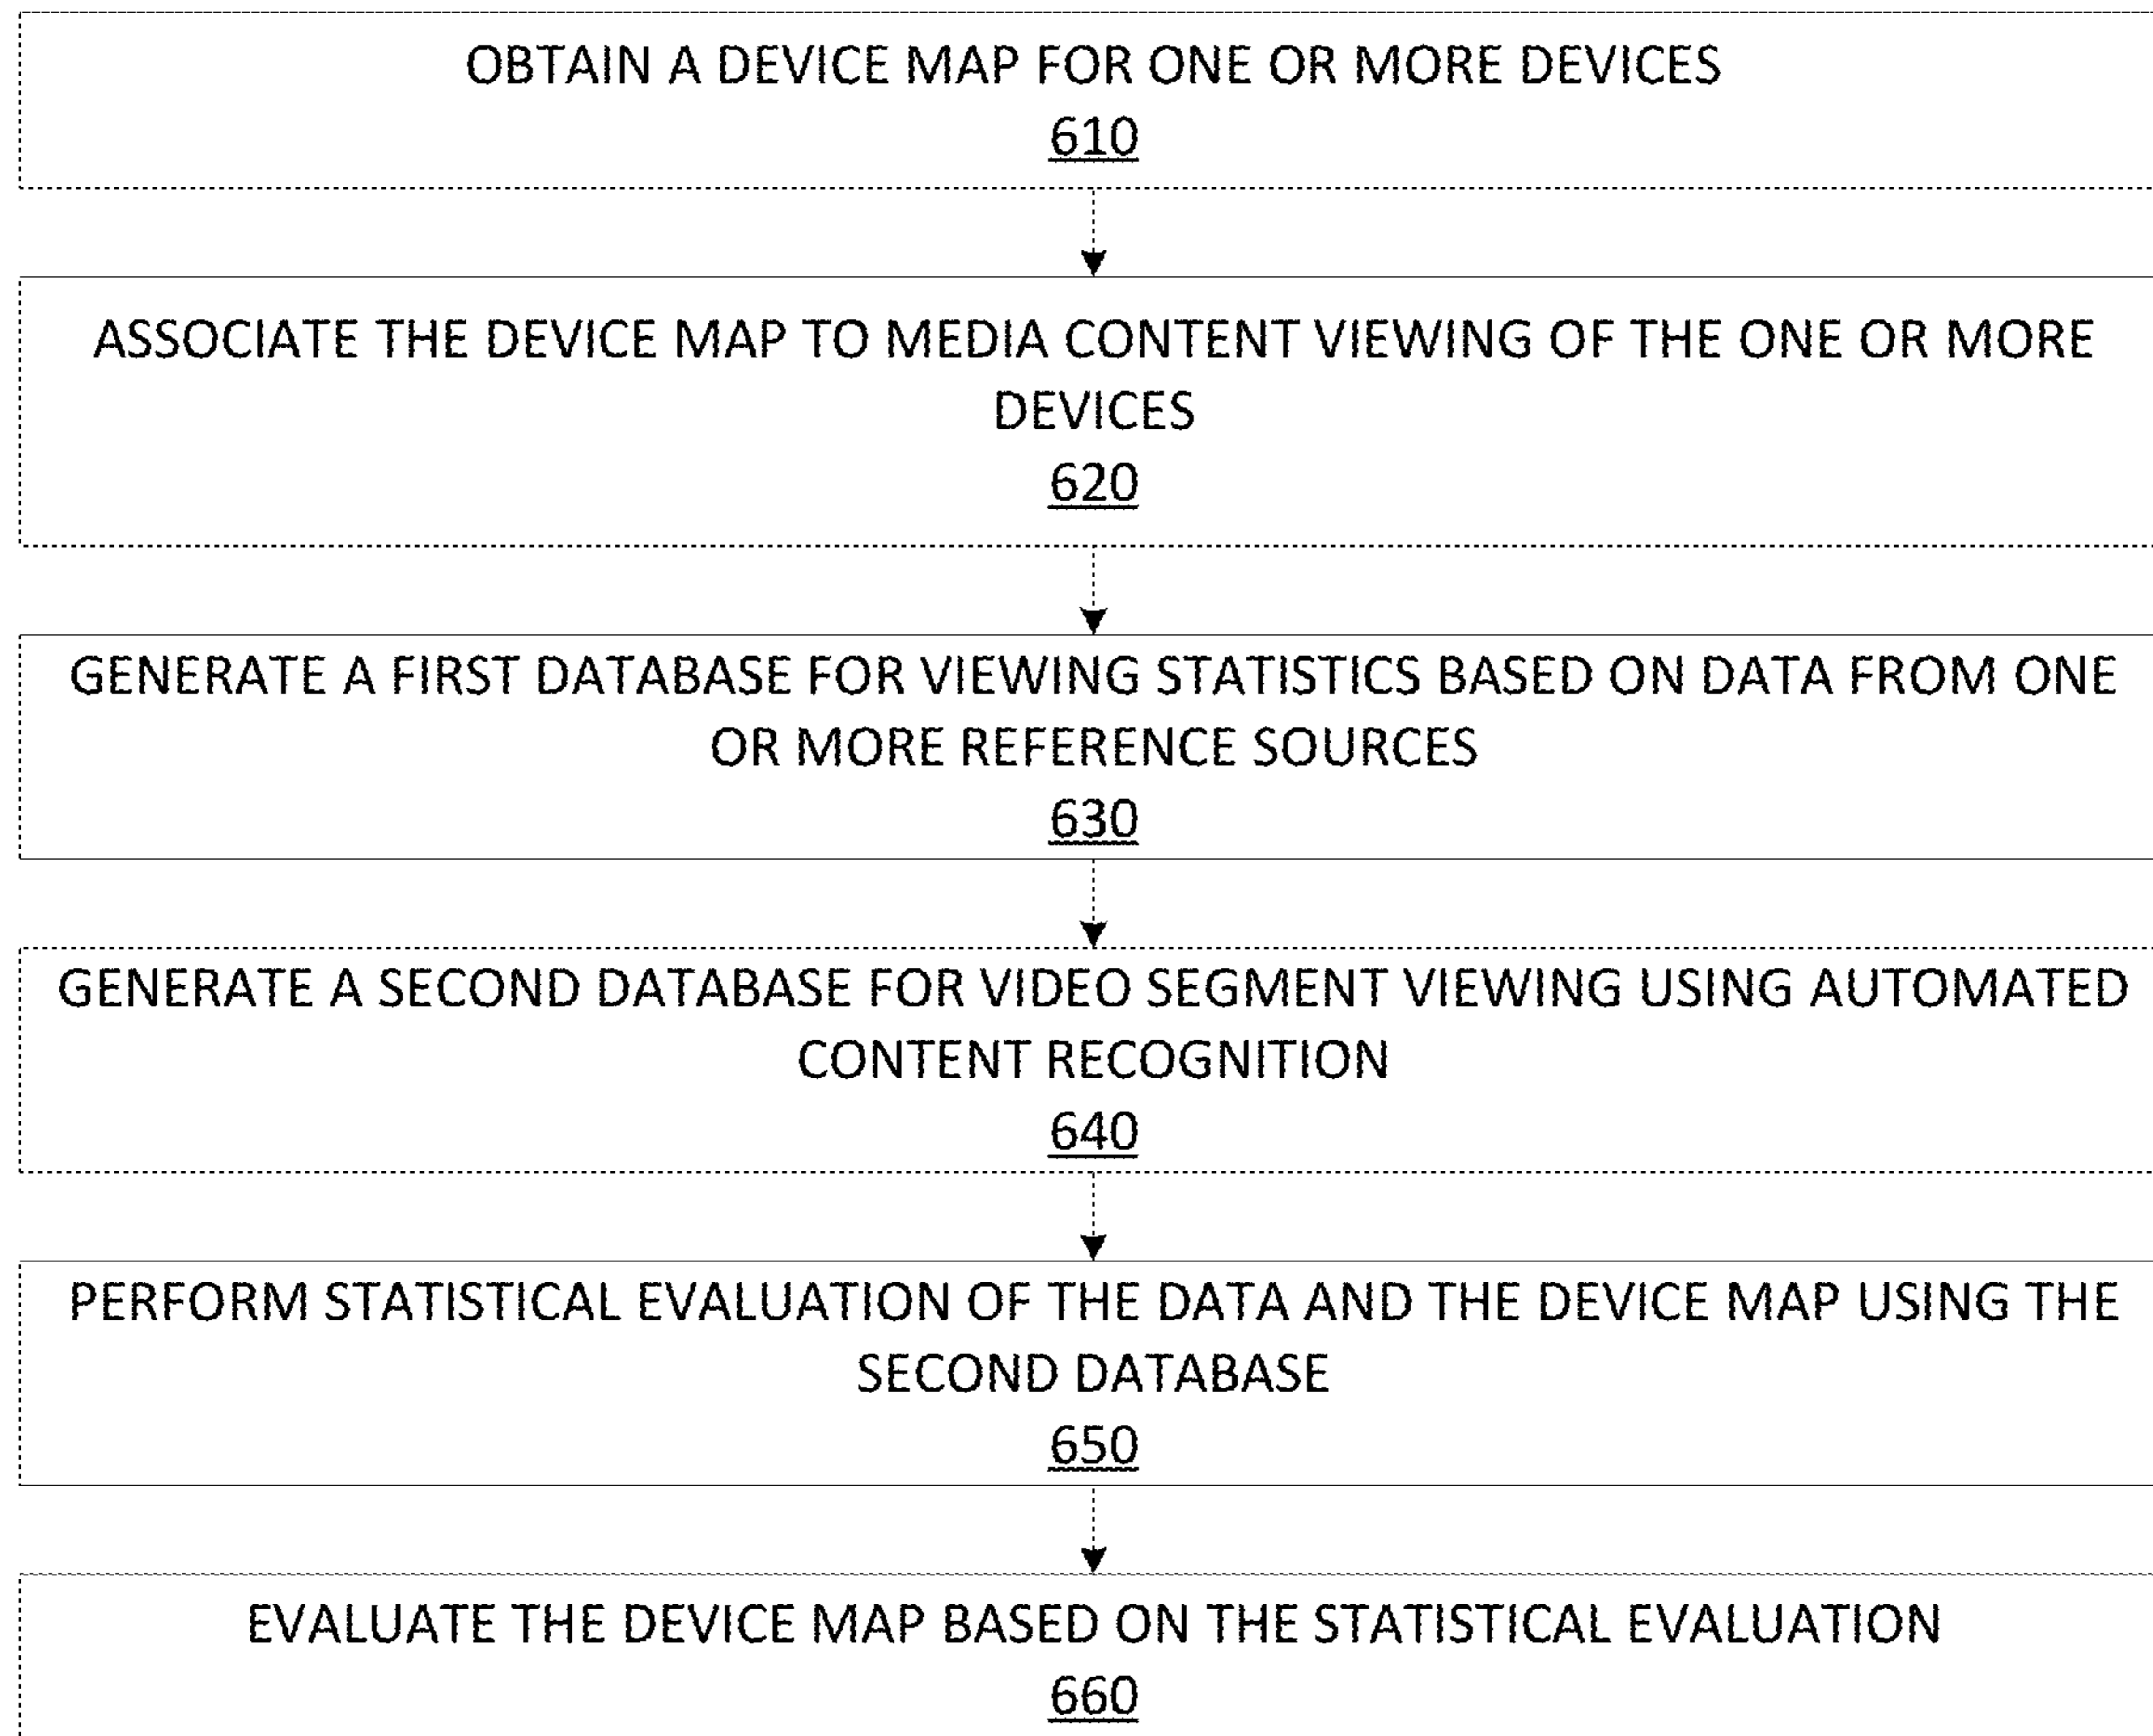 OBTAIN A DEVICE MAP FOR ONE OR MORE DEVICES
610
ASSOCIATE THE DEVICE MAP TO MEDIA CONTENT VIEWING OF THE ONE OR MORE
DEVICES
620
GENERATE A FIRST DATABASE FOR VIEWING STATISTICS BASED ON DATA FROM ONE
OR MORE REFERENCE SOURCES
630
GENERATE A SECOND DATABASE FOR VIDEO SEGMENT VIEWING USING AUTOMATED
CONTENT RECOGNITION
640
PERFORM STATISTICAL EVALUATION OF THE DATA AND THE DEVICE MAP USING THE
SECOND DATABASE
650
EVALUATE THE DEVICE MAP BASED ON THE STATISTICAL EVALUATION
660